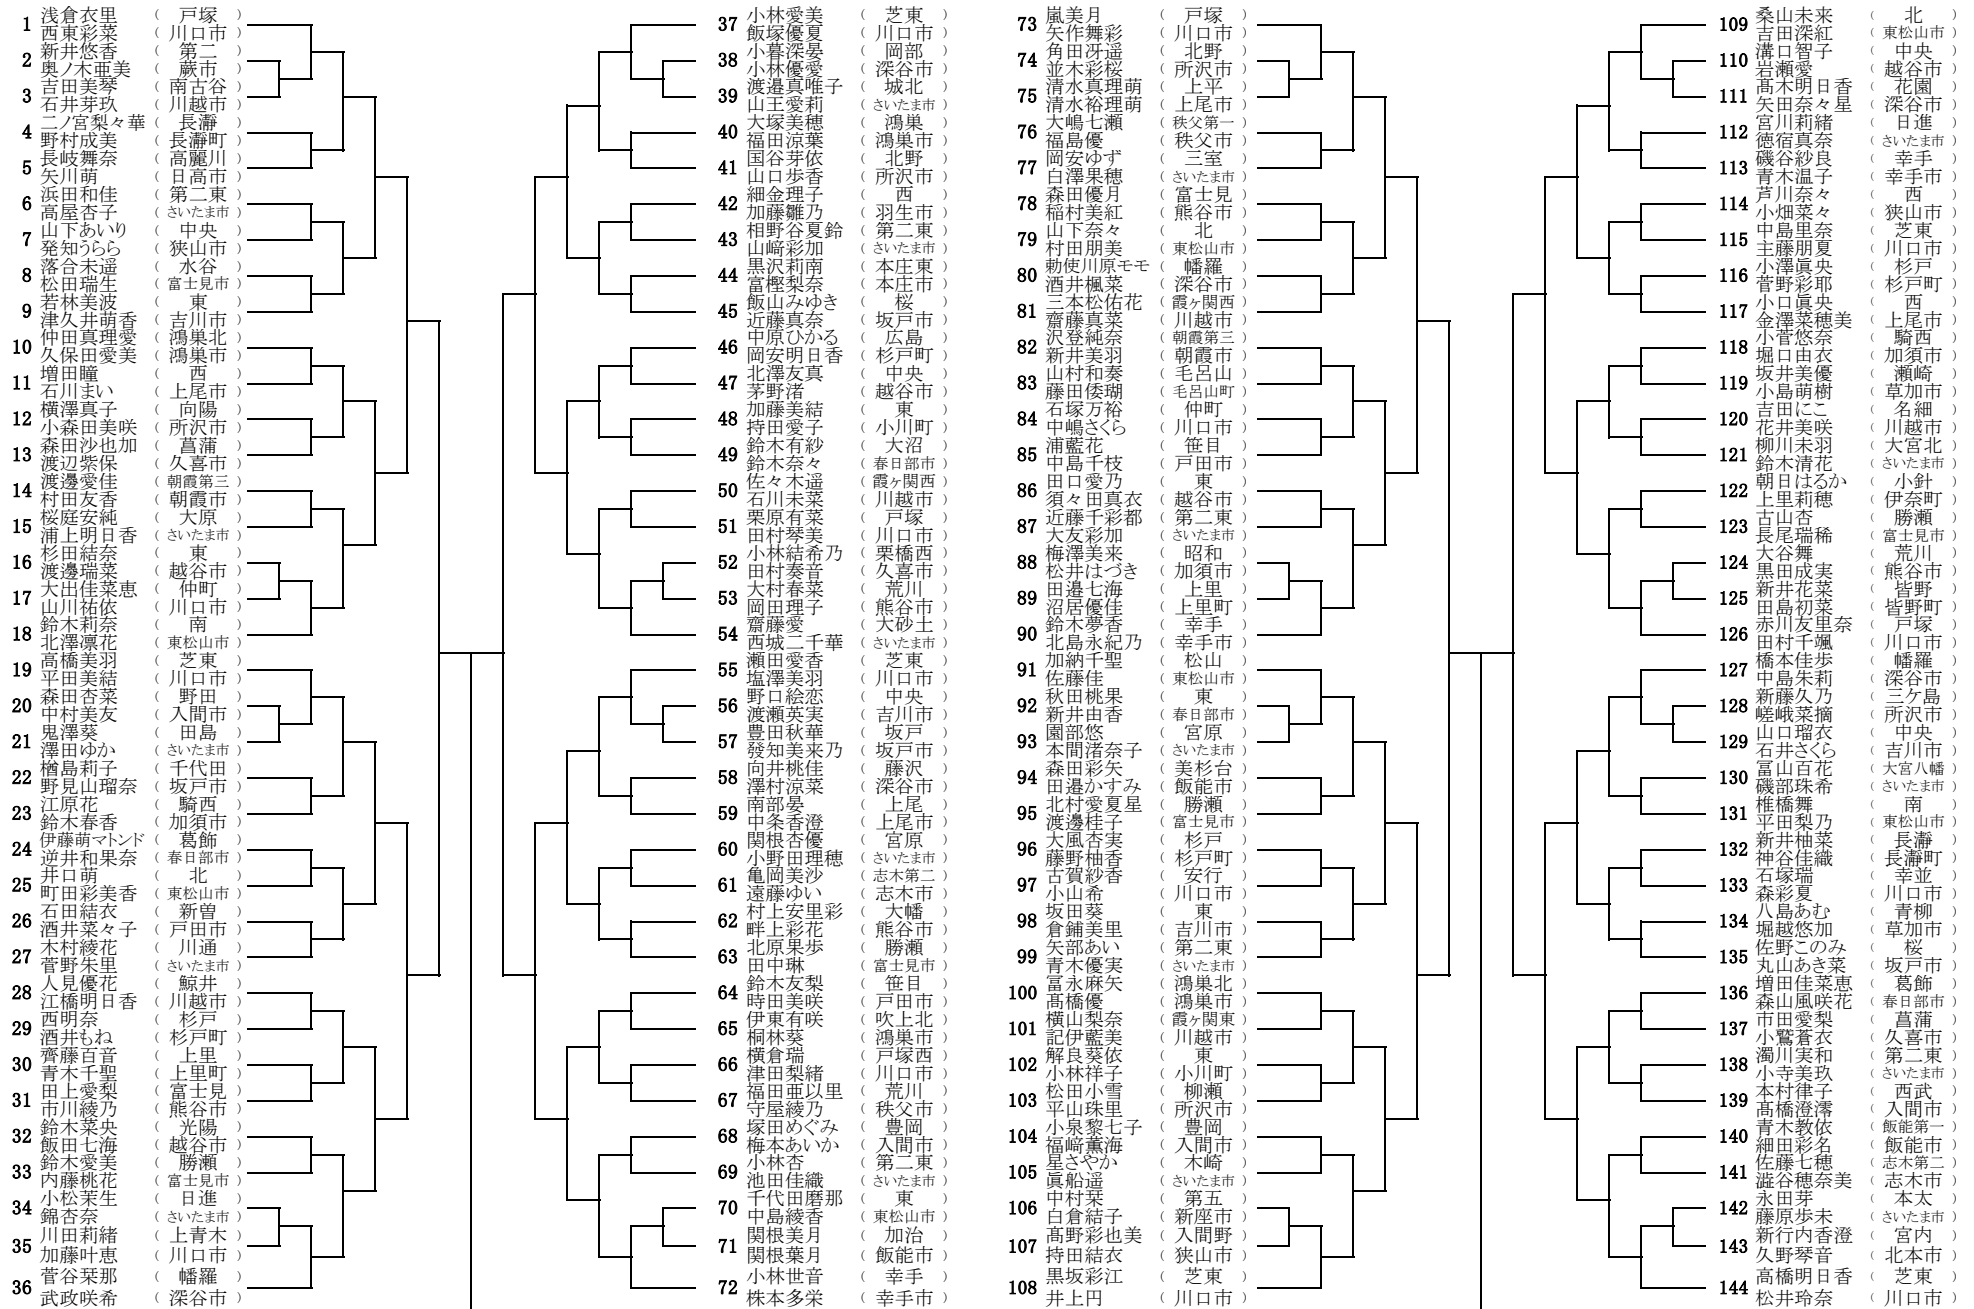 1 浅倉衣里 ( 戸塚 )
西東彩菜 ( 川口市 )
2 新井悠香 ( 第二 )
奥ノ木亜美 ( 蕨市 )
3 吉田美琴 ( 南古谷 )
石井芽玖 ( 川越市 )
4 二ノ宮梨々華 ( 長瀞 )
野村成美 ( 長瀞町 )
5 長岐舞奈 ( 高麗川 )
矢川萌 ( 日高市 )
6 浜田和佳 ( 第二東 )
高屋杏子 ( さいたま市 )
7 山下あいり ( 中央 )
発知うらら ( 狭山市 )
8 落合未遥 ( 水谷 )
松田瑞生 ( 富士見市 )
9 若林美波 ( 東 )
津久井萌香 ( 吉川市 )
10 仲田真理愛 ( 鴻巣北 )
久保田愛美 ( 鴻巣市 )
11 増田瞳 ( 西 )
石川まい ( 上尾市 )
12 横澤真子 ( 向陽 )
小森田美咲 ( 所沢市 )
13 森田沙也加 ( 菖蒲 )
渡辺紫保 ( 久喜市 )
14 渡邊愛佳 ( 朝霞第三 )
村田友香 ( 朝霞市 )
15 桜庭安純 ( 大原 )
浦上明日香 ( さいたま市 )
16 杉田結奈 ( 東 )
渡邊瑞菜 ( 越谷市 )
17 大出佳菜恵 ( 仲町 )
山川祐依 ( 川口市 )
18 鈴木莉奈 ( 南 )
北澤凛花 ( 東松山市 )
19 高橋美羽 ( 芝東 )
平田美結 ( 川口市 )
20 森田杏菜 ( 野田 )
中村美友 ( 入間市 )
21 鬼澤葵 ( 田島 )
澤田ゆか ( さいたま市 )
22 楢島莉子 ( 千代田 )
野見山瑠奈 ( 坂戸市 )
23 江原花 ( 騎西 )
鈴木春香 ( 加須市 )
24 伊藤萌マトンド ( 葛飾 )
逆井和果奈 ( 春日部市 )
25 井口萌 ( 北 )
町田彩美香 ( 東松山市 )
26 石田結衣 ( 新曽 )
酒井菜々子 ( 戸田市 )
27 木村綾花 ( 川通 )
菅野朱里 ( さいたま市 )
28 人見優花 ( 鯨井 )
江橋明日香 ( 川越市 )
29 西明奈 ( 杉戸 )
酒井もね ( 杉戸町 )
30 齊藤百音 ( 上里 )
青木千聖 ( 上里町 )
31 田上愛梨 ( 富士見 )
市川綾乃 ( 熊谷市 )
32 鈴木菜央 ( 光陽 )
飯田七海 ( 越谷市 )
33 鈴木愛美 ( 勝瀬 )
内藤桃花 ( 富士見市 )
34 小松茉生 ( 日進 )
錦杏奈 ( さいたま市 )
35 川田莉緒 ( 上青木 )
加藤叶恵 ( 川口市 )
36 菅谷栞那 ( 幡羅 )
武政咲希 ( 深谷市 )
37 小林愛美 ( 芝東 )
飯塚優夏 ( 川口市 )
38 小暮深晏 ( 岡部 )
小林優愛 ( 深谷市 )
39 渡邉真唯子 ( 城北 )
山王愛莉 ( さいたま市 )
40 大塚美穂 ( 鴻巣 )
福田涼葉 ( 鴻巣市 )
41 国谷芽依 ( 北野 )
山口歩香 ( 所沢市 )
42 細金理子 ( 西 )
加藤雛乃 ( 羽生市 )
43 相野谷夏鈴 ( 第二東 )
山﨑彩加 ( さいたま市 )
44 黒沢莉南 ( 本庄東 )
富樫梨奈 ( 本庄市 )
45 飯山みゆき ( 桜 )
近藤真奈 ( 坂戸市 )
46 中原ひかる ( 広島 )
岡安明日香 ( 杉戸町 )
47 北澤友真 ( 中央 )
茅野渚 ( 越谷市 )
48 加藤美結 ( 東 )
持田愛子 ( 小川町 )
49 鈴木有紗 ( 大沼 )
鈴木奈々 ( 春日部市 )
50 佐々木遥 ( 霞ヶ関西 )
石川未菜 ( 川越市 )
51 栗原有菜 ( 戸塚 )
田村琴美 ( 川口市 )
52 小林結希乃 ( 栗橋西 )
田村奏音 ( 久喜市 )
53 大村春菜 ( 荒川 )
岡田理子 ( 熊谷市 )
54 齋藤愛 ( 大砂土 )
西城二千華 ( さいたま市 )
55 瀬田愛香 ( 芝東 )
塩澤美羽 ( 川口市 )
56 野口絵恋 ( 中央 )
渡瀬英実 ( 吉川市 )
57 豊田秋華 ( 坂戸 )
發知美来乃 ( 坂戸市 )
58 向井桃佳 ( 藤沢 )
澤村涼菜 ( 深谷市 )
59 南部晏 ( 上尾 )
中条香澄 ( 上尾市 )
60 関根杏優 ( 宮原 )
小野田理穂 ( さいたま市 )
61 亀岡美沙 ( 志木第二 )
遠藤ゆい ( 志木市 )
62 村上安里彩 ( 大幡 )
畔上彩花 ( 熊谷市 )
63 北原果歩 ( 勝瀬 )
田中琳 ( 富士見市 )
64 鈴木友梨 ( 笹目 )
時田美咲 ( 戸田市 )
65 伊東有咲 ( 吹上北 )
桐林葵 ( 鴻巣市 )
66 横倉瑞 ( 戸塚西 )
津田梨緒 ( 川口市 )
67 福田亜以里 ( 荒川 )
守屋綾乃 ( 秩父市 )
68 塚田めぐみ ( 豊岡 )
梅本あいか ( 入間市 )
69 小林杏 ( 第二東 )
池田佳織 ( さいたま市 )
70 千代田磨那 ( 東 )
中島綾香 ( 東松山市 )
71 関根美月 ( 加治 )
関根葉月 ( 飯能市 )
72 小林世音 ( 幸手 )
株本多栄 ( 幸手市 )
73 嵐美月 ( 戸塚 )
矢作舞彩 ( 川口市 )
74 角田冴遥 ( 北野 )
並木彩桜 ( 所沢市 )
75 清水真理萌 ( 上平 )
清水裕理萌 ( 上尾市 )
76 大嶋七瀬 ( 秩父第一 )
福島優 ( 秩父市 )
77 岡安ゆず ( 三室 )
白澤果穂 ( さいたま市 )
78 森田優月 ( 富士見 )
稲村美紅 ( 熊谷市 )
79 山下奈々 ( 北 )
村田朋美 ( 東松山市 )
80 勅使川原モモ ( 幡羅 )
酒井楓菜 ( 深谷市 )
81 三本松佑花 ( 霞ヶ関西 )
齋藤真菜 ( 川越市 )
82 沢登純奈 ( 朝霞第三 )
新井美羽 ( 朝霞市 )
83 山村和奏 ( 毛呂山 )
藤田倭瑚 ( 毛呂山町 )
84 石塚万裕 ( 仲町 )
中嶋さくら ( 川口市 )
85 浦藍花 ( 笹目 )
中島千枝 ( 戸田市 )
86 田口愛乃 ( 東 )
須々田真衣 ( 越谷市 )
87 近藤千彩都 ( 第二東 )
大友彩加 ( さいたま市 )
88 梅澤美来 ( 昭和 )
松井はづき ( 加須市 )
89 田邉七海 ( 上里 )
沼居優佳 ( 上里町 )
90 鈴木夢香 ( 幸手 )
北島永紀乃 ( 幸手市 )
91 加納千聖 ( 松山 )
佐藤佳 ( 東松山市 )
92 秋田桃果 ( 東 )
新井由香 ( 春日部市 )
93 園部悠 ( 宮原 )
本間渚奈子 ( さいたま市 )
94 森田彩矢 ( 美杉台 )
田邉かすみ ( 飯能市 )
95 北村愛夏星 ( 勝瀬 )
渡邊桂子 ( 富士見市 )
96 大風杏実 ( 杉戸 )
藤野柚香 ( 杉戸町 )
97 古賀紗香 ( 安行 )
小山希 ( 川口市 )
98 坂田葵 ( 東 )
倉鋪美里 ( 吉川市 )
99 矢部あい ( 第二東 )
青木優実 ( さいたま市 )
100 冨永麻矢 ( 鴻巣北 )
髙橋優 ( 鴻巣市 )
101 横山梨奈 ( 霞ヶ関東 )
記伊藍美 ( 川越市 )
102 解良葵依 ( 東 )
小林祥子 ( 小川町 )
103 松田小雪 ( 柳瀬 )
平山珠里 ( 所沢市 )
104 小泉黎七子 ( 豊岡 )
福﨑薫海 ( 入間市 )
105 星さやか ( 木崎 )
眞船遥 ( さいたま市 )
106 中村栞 ( 第五 )
白倉結子 ( 新座市 )
107 髙野彩也美 ( 入間野 )
持田結衣 ( 狭山市 )
108 黒坂彩江 ( 芝東 )
井上円 ( 川口市 )
109 桑山未来 ( 北 )
吉田深紅 ( 東松山市 )
110 溝口智子 ( 中央 )
岩瀬愛 ( 越谷市 )
111 髙木明日香 ( 花園 )
矢田奈々星 ( 深谷市 )
112 宮川莉緒 ( 日進 )
徳宿真奈 ( さいたま市 )
113 磯谷紗良 ( 幸手 )
青木温子 ( 幸手市 )
114 芦川奈々 ( 西 )
小畑菜々 ( 狭山市 )
115 中島里奈 ( 芝東 )
主藤朋夏 ( 川口市 )
116 小澤眞央 ( 杉戸 )
菅野彩耶 ( 杉戸町 )
117 小口眞央 ( 西 )
金澤菜穂美 ( 上尾市 )
118 小菅悠奈 ( 騎西 )
堀口由衣 ( 加須市 )
119 坂井美優 ( 瀬崎 )
小島萌樹 ( 草加市 )
120 吉田にこ ( 名細 )
花井美咲 ( 川越市 )
121 柳川未羽 ( 大宮北 )
鈴木清花 ( さいたま市 )
122 朝日はるか ( 小針 )
上里莉穂 ( 伊奈町 )
123 古山杏 ( 勝瀬 )
長尾瑞稀 ( 富士見市 )
124 大谷舞 ( 荒川 )
黒田成実 ( 熊谷市 )
125 新井花菜 ( 皆野 )
田島初菜 ( 皆野町 )
126 赤川友里奈 ( 戸塚 )
田村千颯 ( 川口市 )
127 橋本佳歩 ( 幡羅 )
中島朱莉 ( 深谷市 )
128 新藤久乃 ( 三ケ島 )
嵯峨菜摘 ( 所沢市 )
129 山口瑠衣 ( 中央 )
石井さくら ( 吉川市 )
130 冨山百花 ( 大宮八幡 )
磯部珠希 ( さいたま市 )
131 椎橋舞 ( 南 )
平田梨乃 ( 東松山市 )
132 新井柚菜 ( 長瀞 )
神谷佳織 ( 長瀞町 )
133 石塚瑞 ( 幸並 )
森彩夏 ( 川口市 )
134 八島あむ ( 青柳 )
堀越悠加 ( 草加市 )
135 佐野このみ ( 桜 )
丸山あき菜 ( 坂戸市 )
136 増田佳菜恵 ( 葛飾 )
森山風咲花 ( 春日部市 )
137 市田愛梨 ( 菖蒲 )
小鷲蒼衣 ( 久喜市 )
138 濁川実和 ( 第二東 )
小寺美玖 ( さいたま市 )
139 本村律子 ( 西武 )
髙橋澄澪 ( 入間市 )
140 青木教依 ( 飯能第一 )
細田彩名 ( 飯能市 )
141 佐藤七穂 ( 志木第二 )
澁谷穂奈美 ( 志木市 )
142 永田芽 ( 本太 )
藤原歩未 ( さいたま市 )
143 新行内香澄 ( 宮内 )
久野琴音 ( 北本市 )
144 高橋明日香 ( 芝東 )
松井玲奈 ( 川口市 )